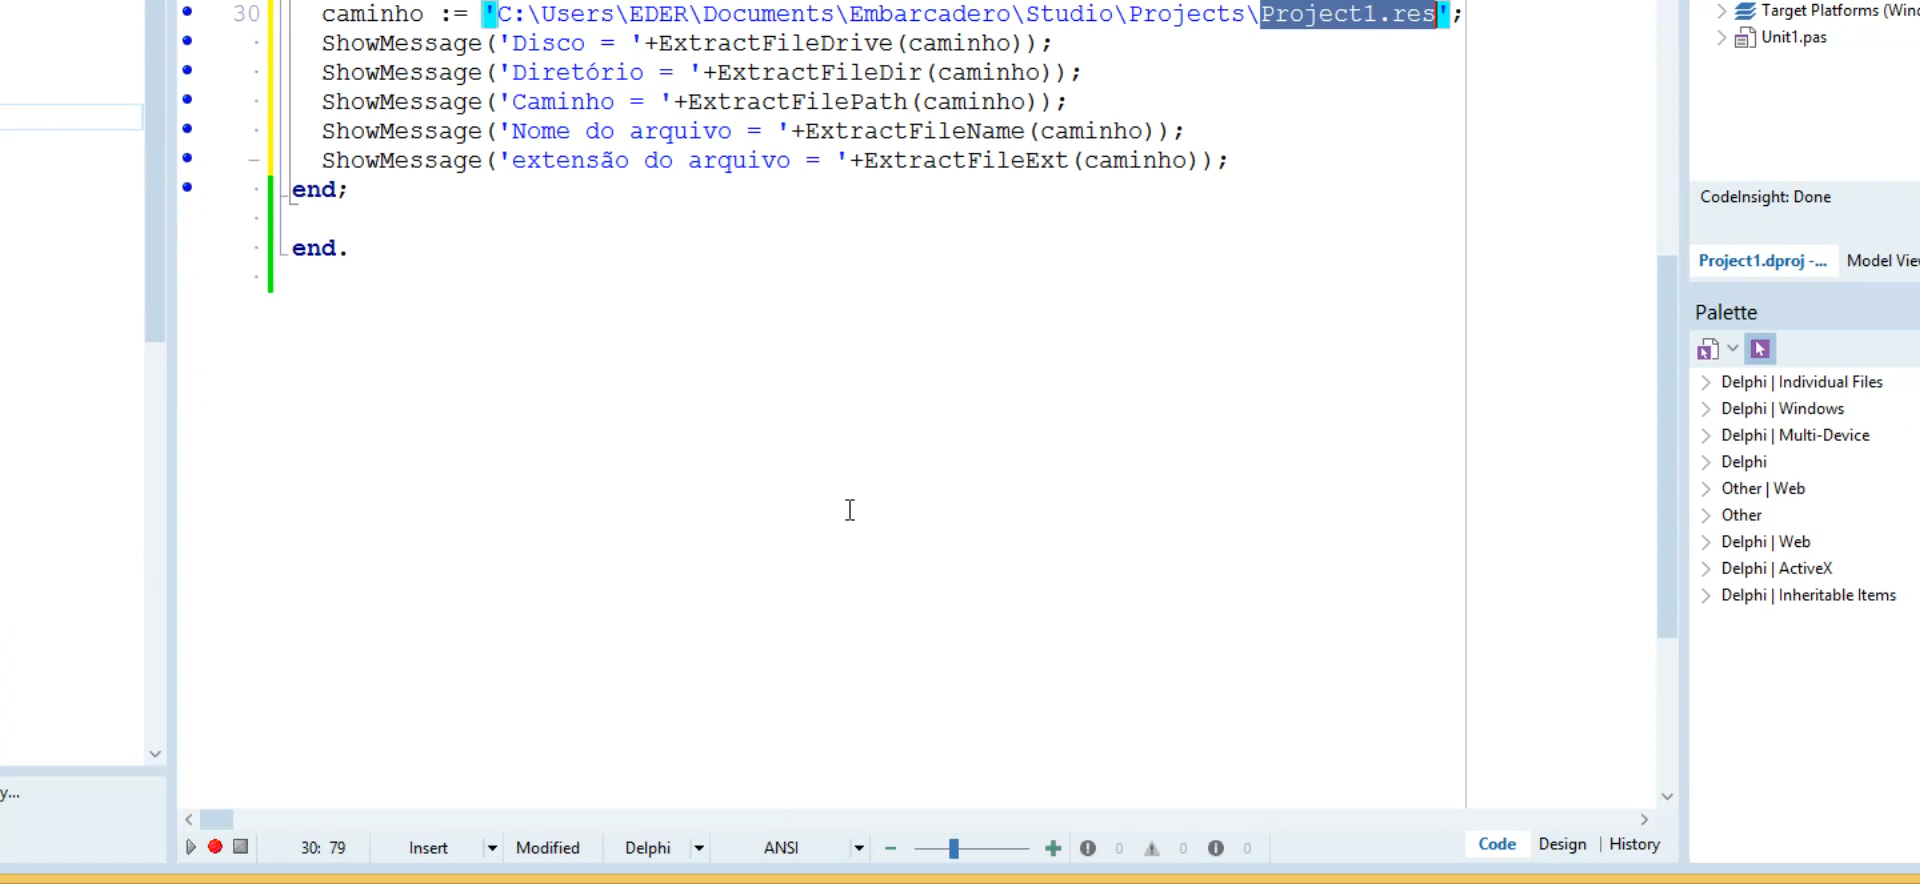 30 caminho := 'C:\Users\EDER\Documents\Embarcadero\Studio\Projects\Project1.res';
ShowMessage('Disco = '+ExtractFileDrive(caminho));
ShowMessage('Diretório = '+ExtractFileDir(caminho));
ShowMessage('Caminho = '+ExtractFilePath(caminho));
ShowMessage('Nome do arquivo = '+ExtractFileName(caminho));
ShowMessage('extensão do arquivo = '+ExtractFileExt(caminho));
end;
end.
y...
30: 79 Insert Modified Delphi ANSI 0 0 0 Code Design History
Target Platforms (Win
Unit1.pas
CodeInsight: Done
Project1.dproj -... Model Vie
Palette
Delphi | Individual Files
Delphi | Windows
Delphi | Multi-Device
Delphi
Other | Web
Other
Delphi | Web
Delphi | ActiveX
Delphi | Inheritable Items